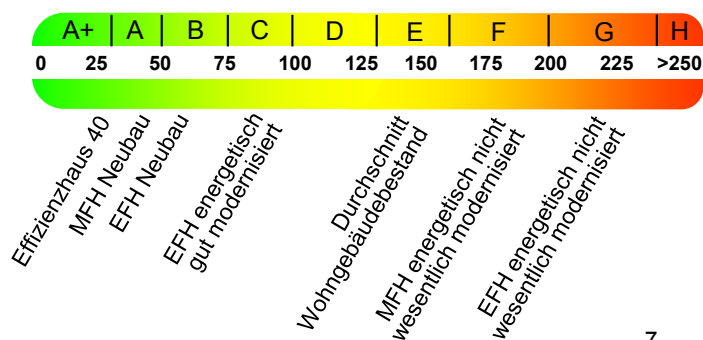 A+ A B C D E F G H
0 25 50 75 100 125 150 175 200 225 >250
Effizienzhaus 40
MFH Neubau
EFH Neubau
EFH energetisch
gut modernisiert
Durchschnitt
Wohngebäudebestand
MFH energetisch nicht
wesentlich modernisiert
EFH energetisch nicht
wesentlich modernisiert